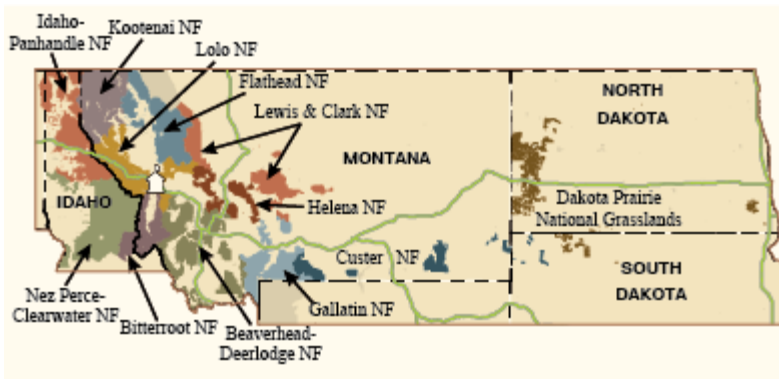 Idaho-
Panhandle NF
Kootenai NF
Lolo NF
Flathead NF
Lewis & Clark NF
NORTH
DAKOTA
MONTANA
IDAHO
Helena NF
Dakota Prairie
National Grasslands
Custer NF
SOUTH
DAKOTA
Nez Perce-
Clearwater NF
Bitterroot NF
Gallatin NF
Beaverhead-
Deerlodge NF